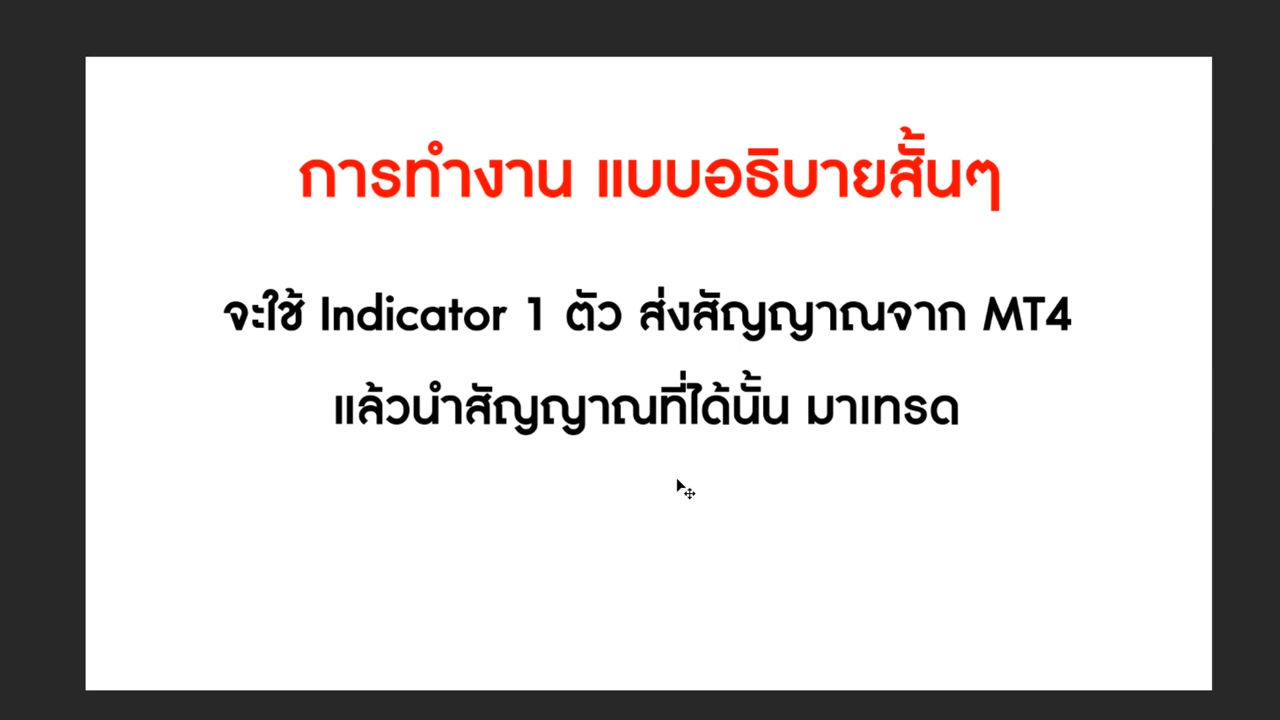 การทำงาน แบบอธิบายสั้นๆ
จะใช้ Indicator 1 ตัว ส่งสัญญาณจาก MT4
แล้วนำสัญญาณที่ได้นั้น มาเทรด